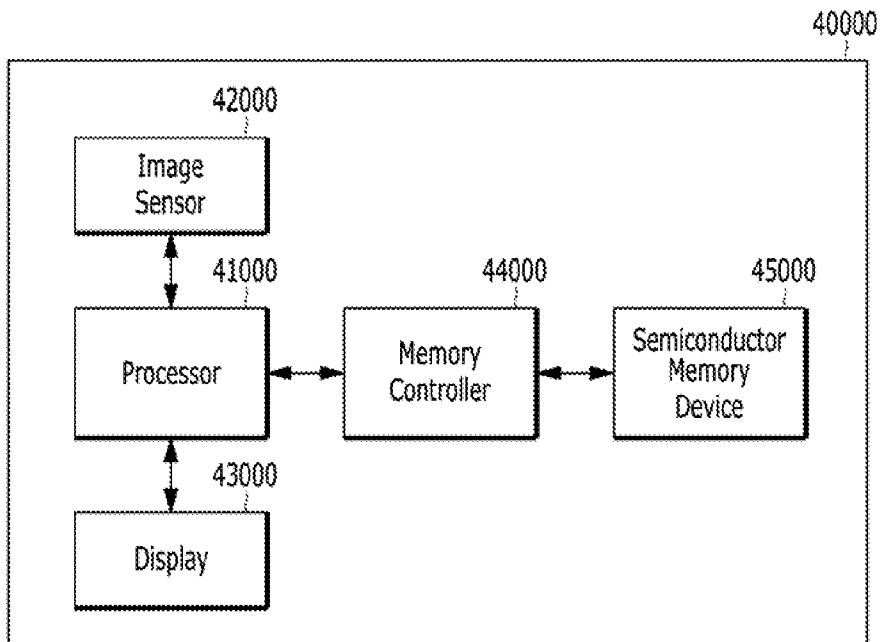 40000
42000
Image
Sensor
41000
Processor
44000
Memory
Controller
45000
Semiconductor
Memory
Device
43000
Display